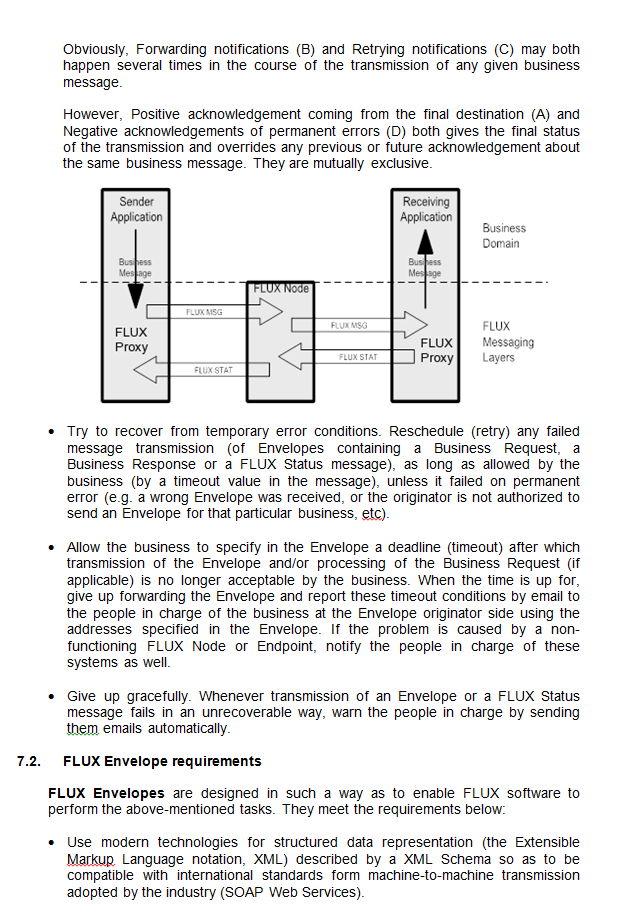 Obviously, Forwarding notifications (B) and Retrying notifications (C) may both
happen several times in the course of the transmission of any given business
message.
However, Positive acknowledgement coming from the final destination (A) and
Negative acknowledgements of permanent errors (D) both gives the final status
of the transmission and overrides any previous or future acknowledgement about
the same business message. They are mutually exclusive.
Sender
Application
Receiving
Application
Business
Domain
Business
Message
Business
Message
FLUX Node
FLUX MSG
FLUX MSG
FLUX
Proxy
FLUX
Proxy
FLUX
Messaging
Layers
FLUX STAT
FLUX STAT
• Try to recover from temporary error conditions. Reschedule (retry) any failed
message transmission (of Envelopes containing a Business Request, a
Business Response or a FLUX Status message), as long as allowed by the
business (by a timeout value in the message), unless it failed on permanent
error (e.g. a wrong Envelope was received, or the originator is not authorized to
send an Envelope for that particular business, etc).
• Allow the business to specify in the Envelope a deadline (timeout) after which
transmission of the Envelope and/or processing of the Business Request (if
applicable) is no longer acceptable by the business. When the time is up for,
give up forwarding the Envelope and report these timeout conditions by email to
the people in charge of the business at the Envelope originator side using the
addresses specified in the Envelope. If the problem is caused by a non-
functioning FLUX Node or Endpoint, notify the people in charge of these
systems as well.
• Give up gracefully. Whenever transmission of an Envelope or a FLUX Status
message fails in an unrecoverable way, warn the people in charge by sending
them emails automatically.
7.2. FLUX Envelope requirements
FLUX Envelopes are designed in such a way as to enable FLUX software to
perform the above-mentioned tasks. They meet the requirements below:
• Use modern technologies for structured data representation (the Extensible
Markup Language notation, XML) described by a XML Schema so as to be
compatible with international standards form machine-to-machine transmission
adopted by the industry (SOAP Web Services).